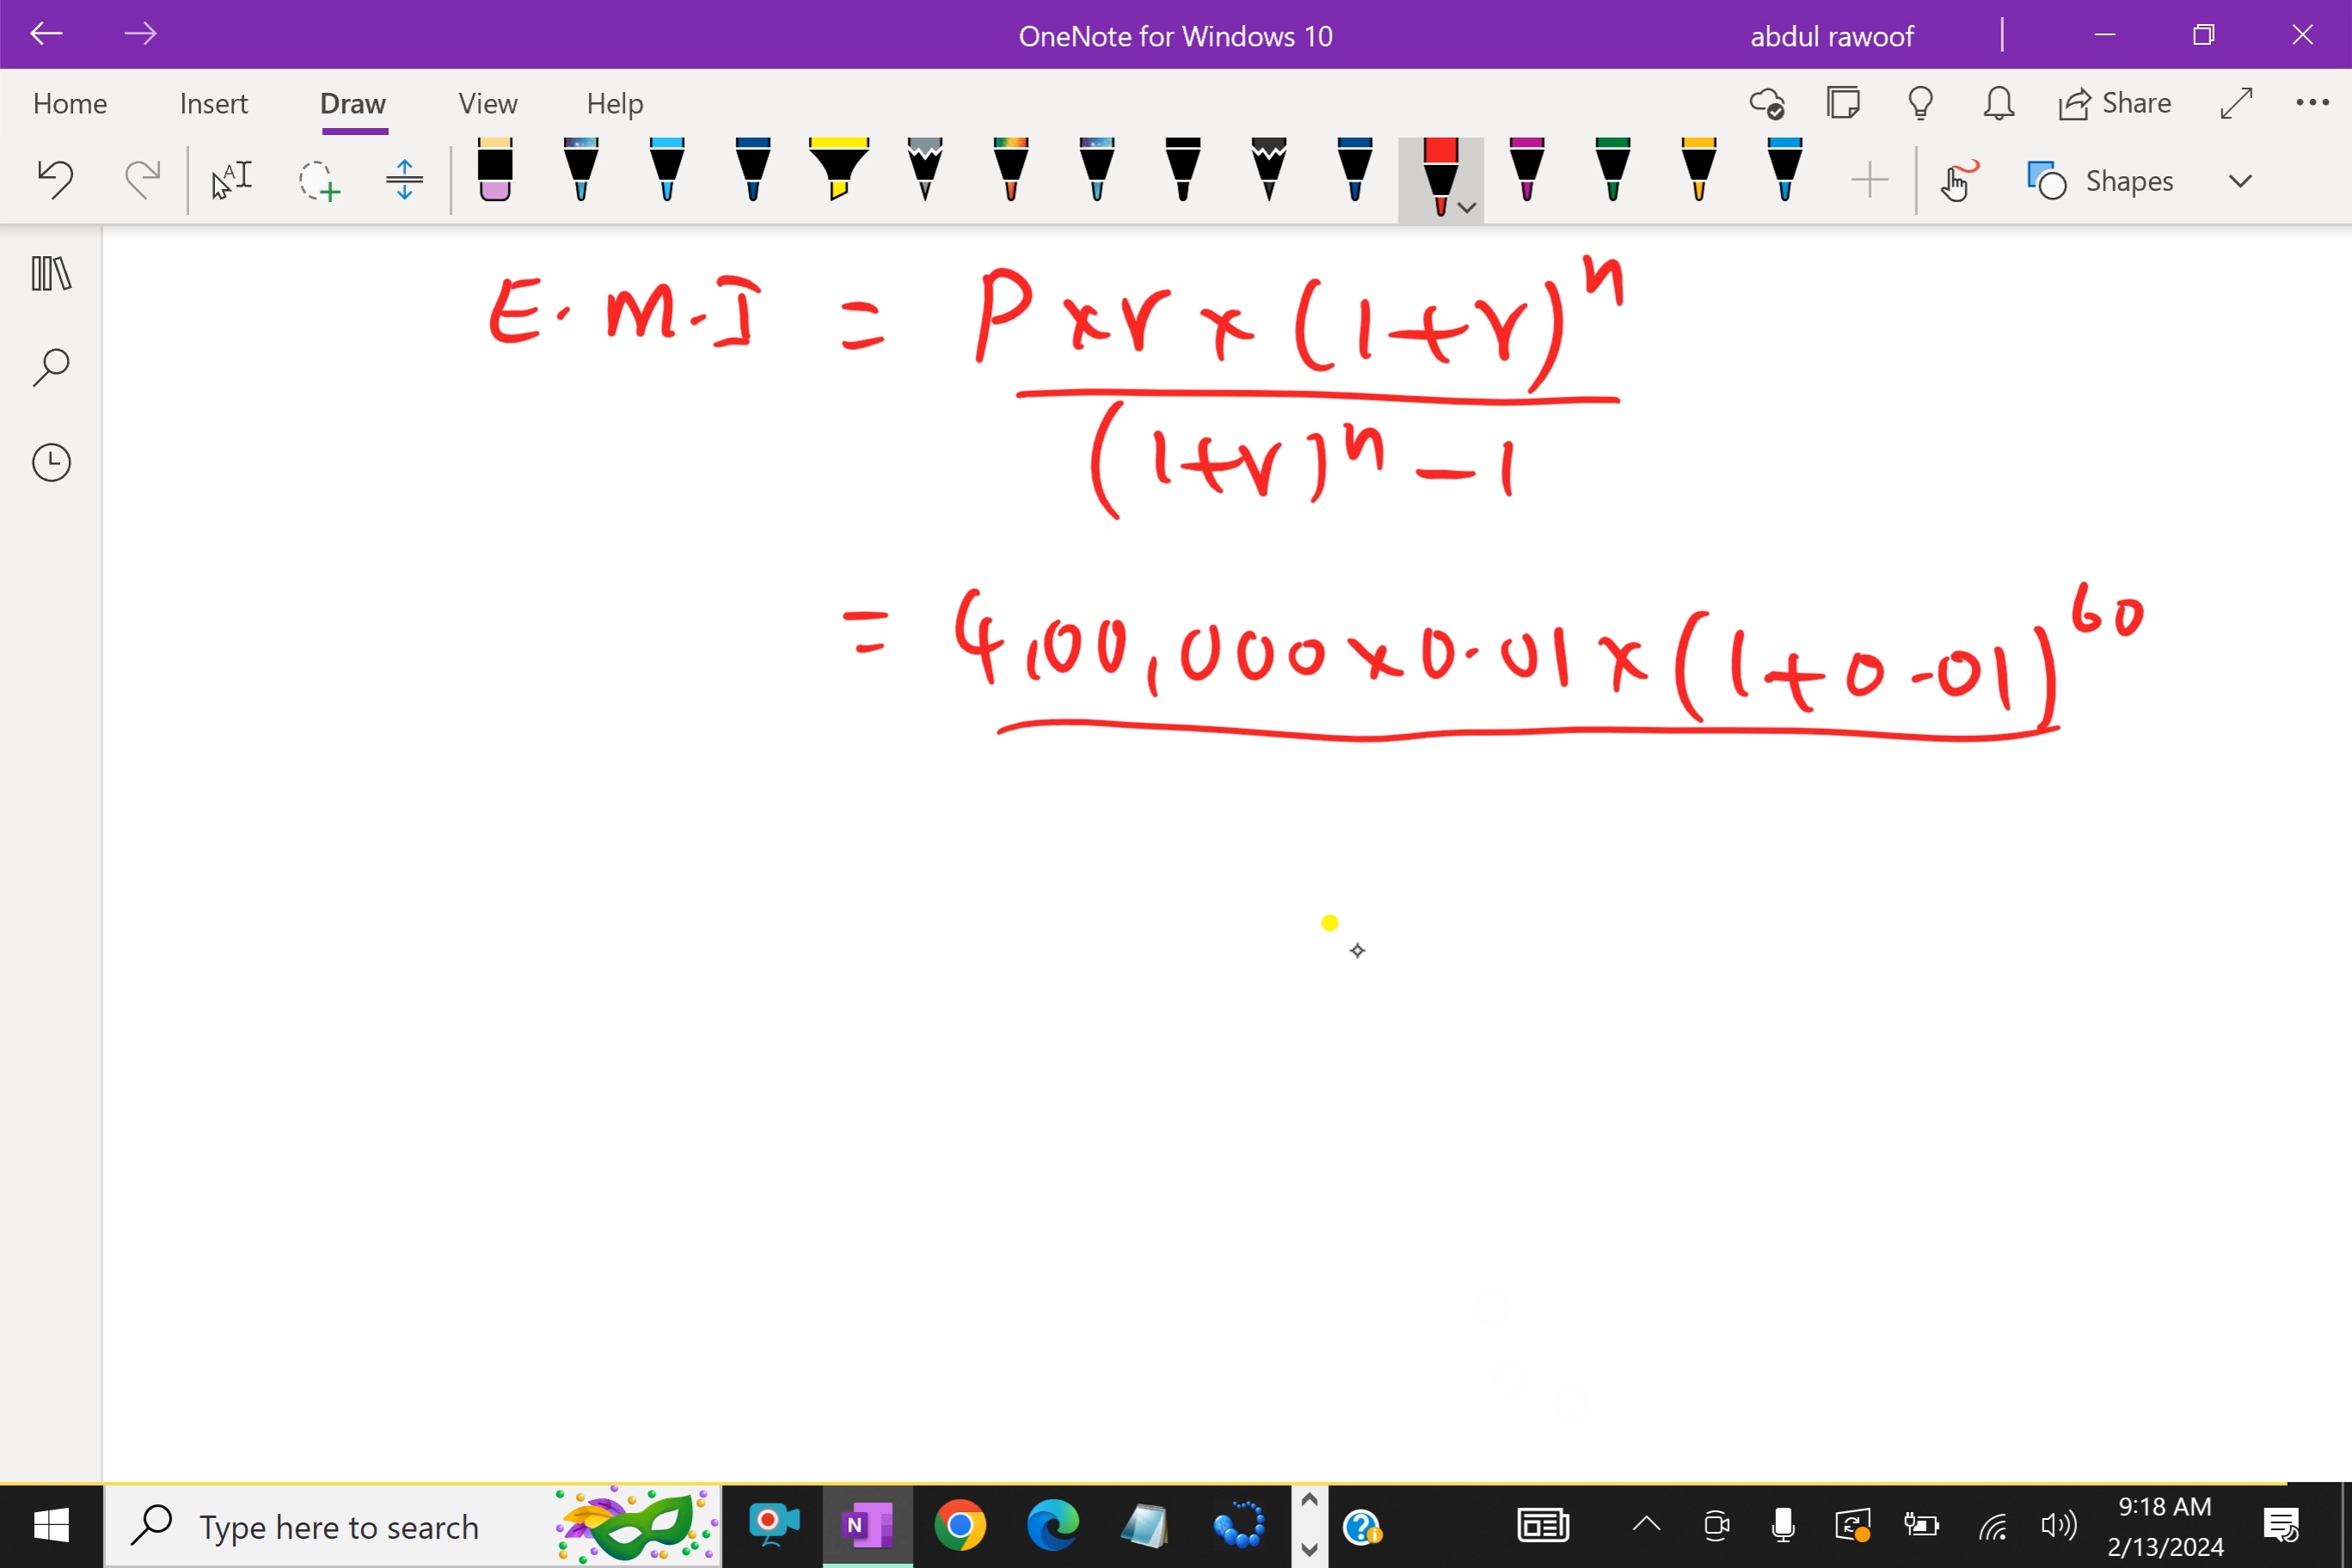 OneNote for Windows 10
abdul rawoof
Home Insert Draw View Help
Share
Shapes
E.M.I = P×r×(1+r)ⁿ
(1+r)ⁿ-1
= 4,00,000×0.01×(1+0.01)⁶⁰
Type here to search
N
9:18 AM
2/13/2024